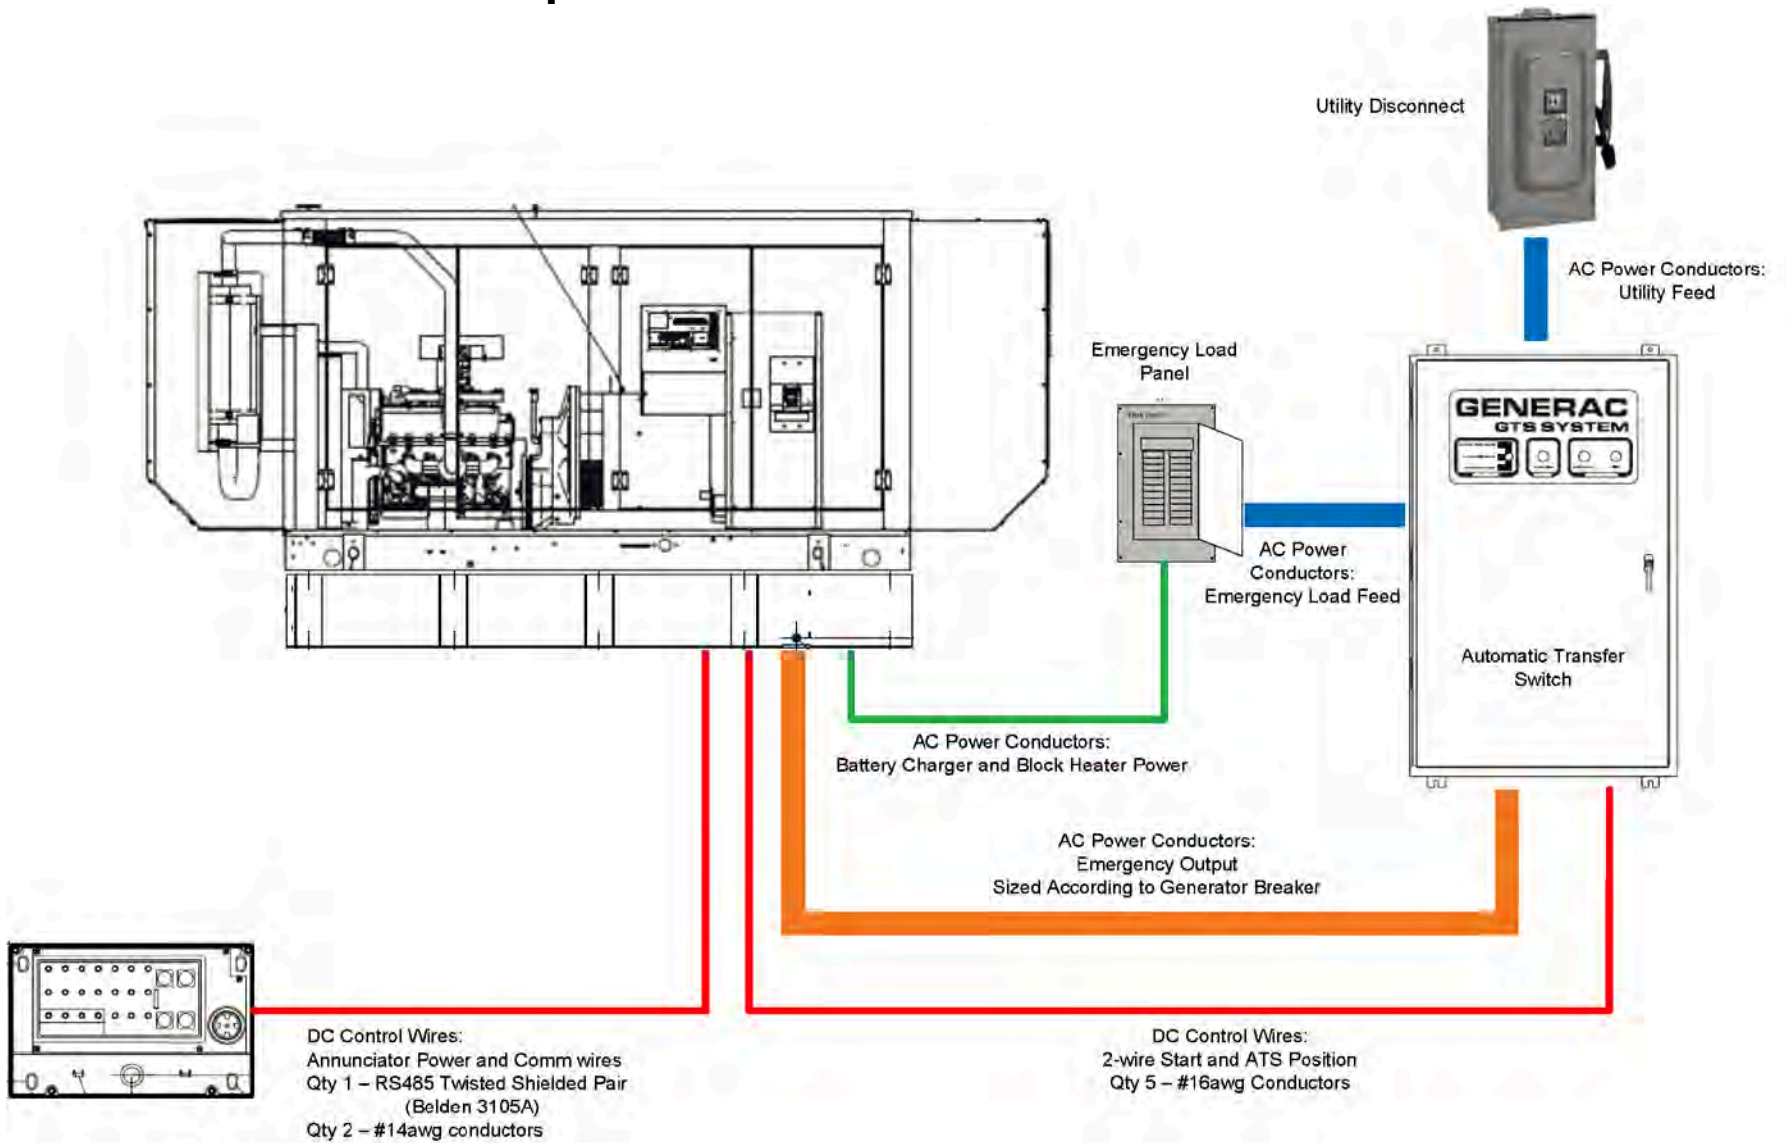 Utility Disconnect
AC Power Conductors:
Utility Feed
Emergency Load
Panel
GENERAC
GTS SYSTEM
AC Power
Conductors:
Emergency Load Feed
Automatic Transfer
Switch
AC Power Conductors:
Battery Charger and Block Heater Power
AC Power Conductors:
Emergency Output
Sized According to Generator Breaker
DC Control Wires:
Annunciator Power and Comm wires
Qty 1 – RS485 Twisted Shielded Pair
(Belden 3105A)
Qty 2 – #14awg conductors
DC Control Wires:
2-wire Start and ATS Position
Qty 5 – #16awg Conductors